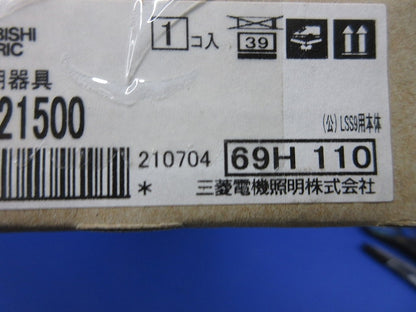 BISHI
RIC
1 コ入
39
明器具
21500
(公) LSS9用本体
210704 69H 110
*
三菱電機照明株式会社